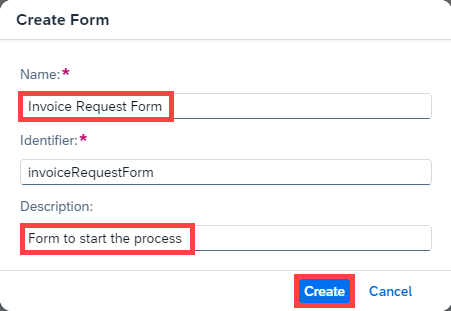 Create Form
Name:*
Invoice Request Form
Identifier:*
invoiceRequestForm
Description:
Form to start the process
Create Cancel